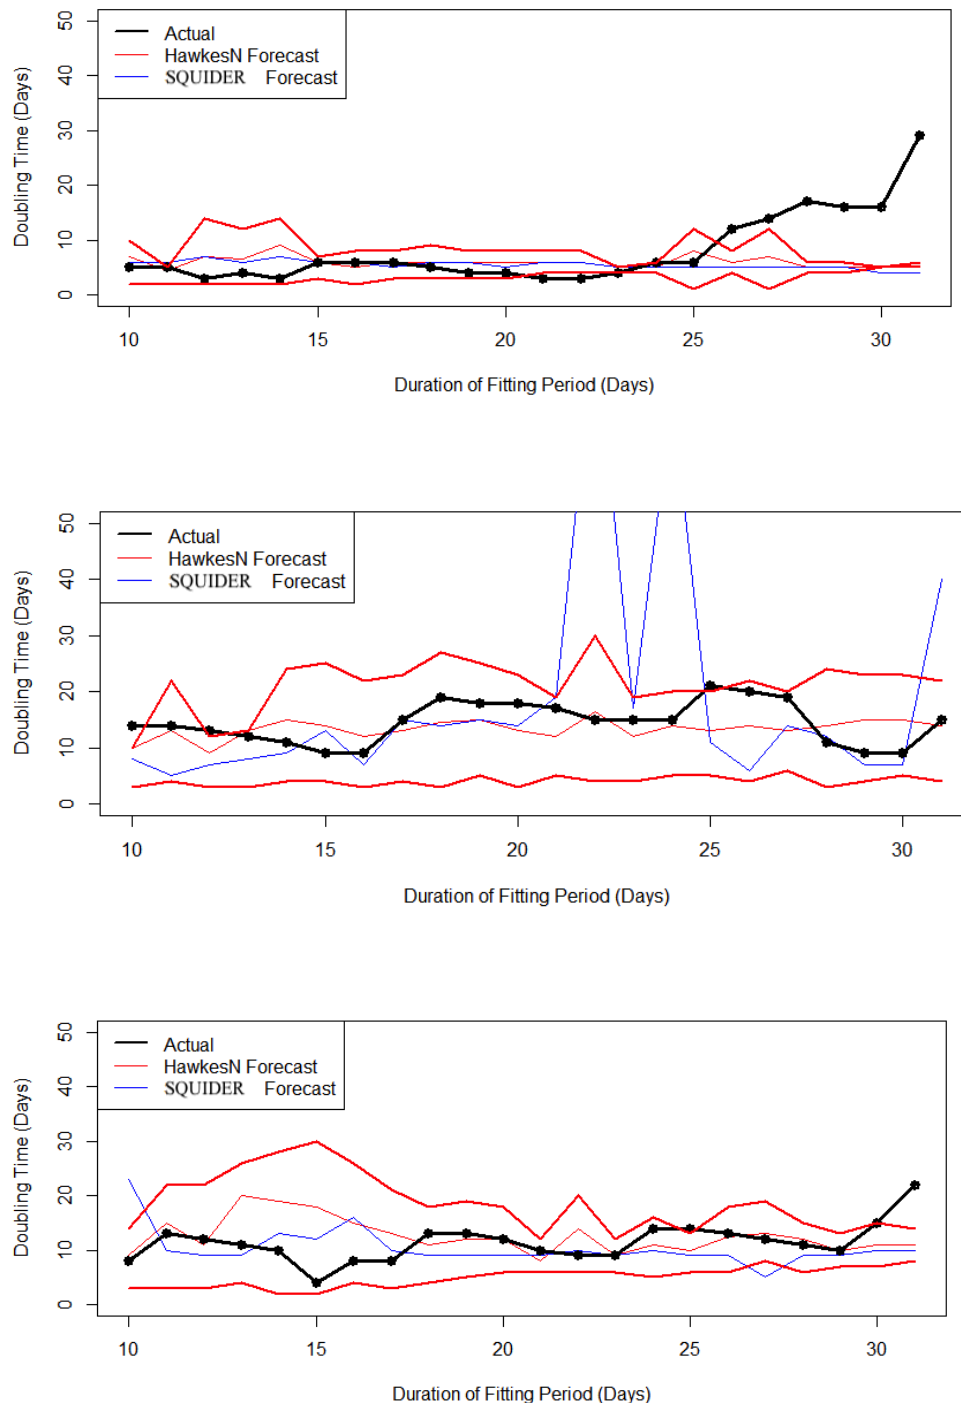 Doubling Time (Days)
50
40
30
20
10
0
Actual
HawkesN Forecast
SQUIDER Forecast
10 15 20 25 30
Duration of Fitting Period (Days)
Doubling Time (Days)
50
40
30
20
10
0
Actual
HawkesN Forecast
SQUIDER Forecast
10 15 20 25 30
Duration of Fitting Period (Days)
Doubling Time (Days)
50
40
30
20
10
0
Actual
HawkesN Forecast
SQUIDER Forecast
10 15 20 25 30
Duration of Fitting Period (Days)